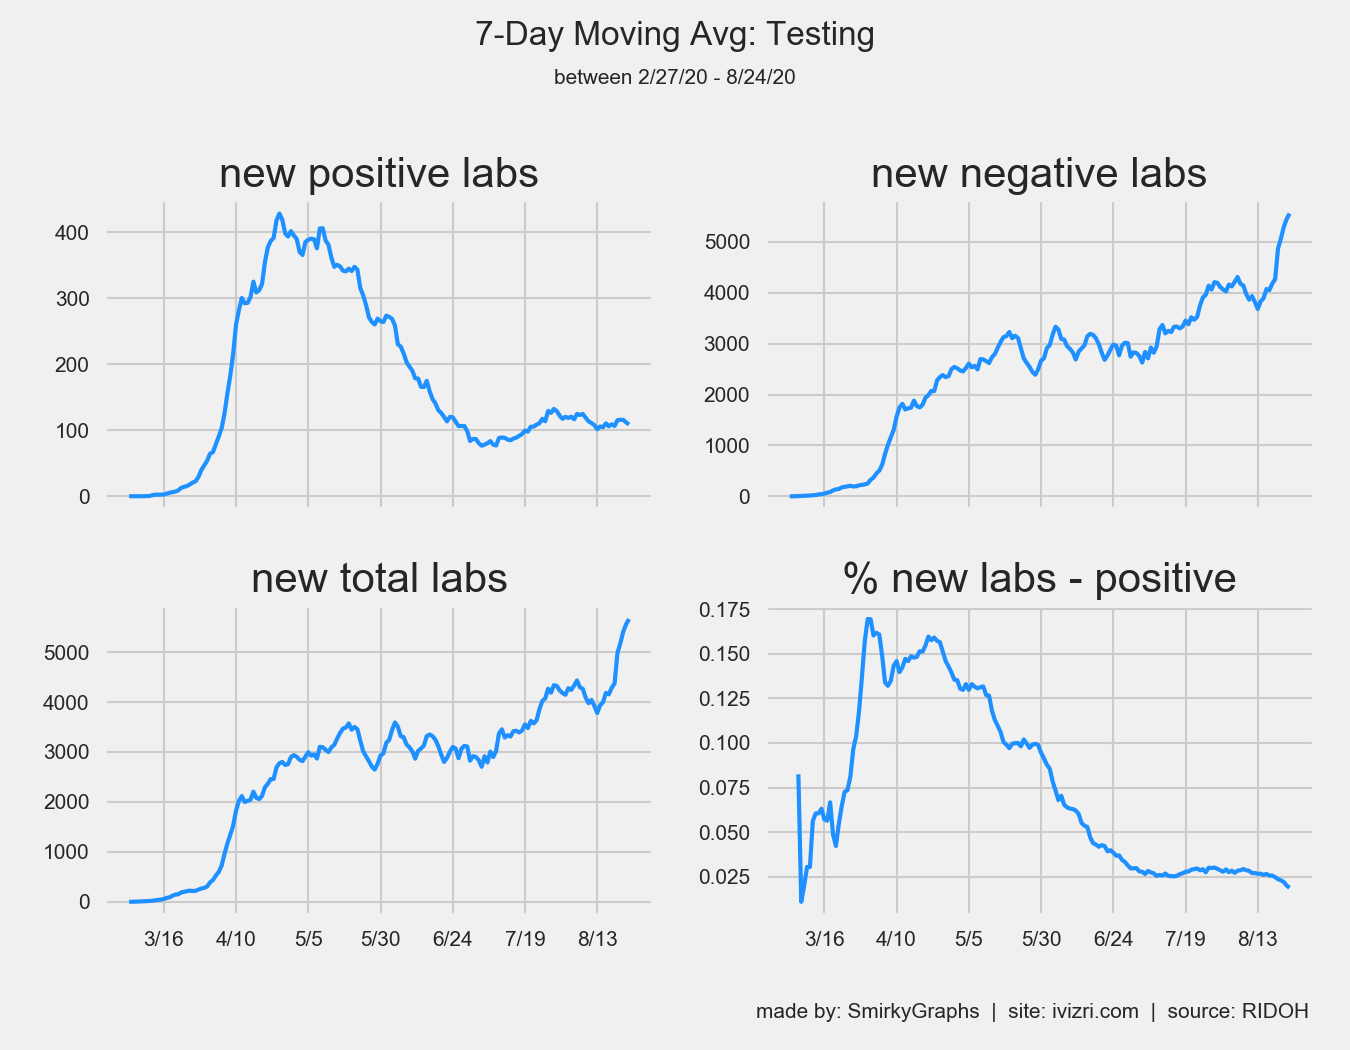 7-Day Moving Avg: Testing
between 2/27/20 - 8/24/20
new positive labs
400
300
200
100
0
new negative labs
5000
4000
3000
2000
1000
0
new total labs
5000
4000
3000
2000
1000
0
3/16 4/10 5/5 5/30 6/24 7/19 8/13
% new labs - positive
0.175
0.150
0.125
0.100
0.075
0.050
0.025
3/16 4/10 5/5 5/30 6/24 7/19 8/13
made by: SmirkyGraphs | site: ivizri.com | source: RIDOH